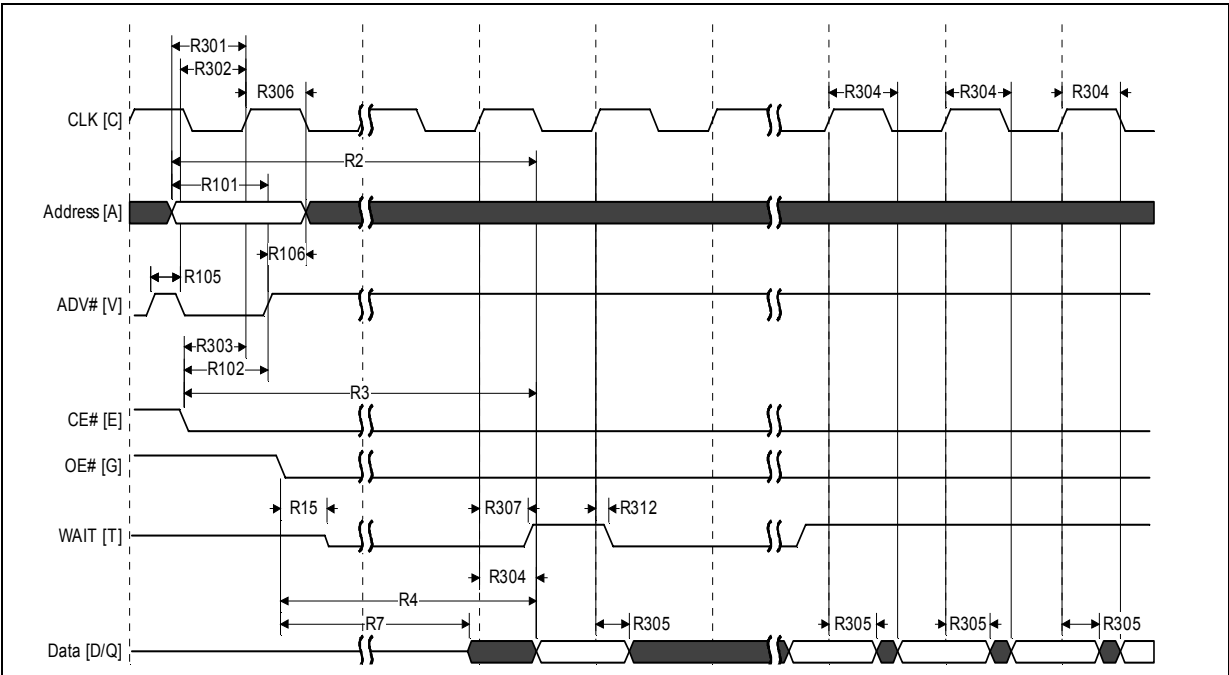 R301
R302
R306 R304 R304 R304
CLK [C]
R2
R101
Address [A]
R106
R105
ADV# [V]
R303
R102
R3
CE# [E]
OE# [G]
R15 R307 R312
WAIT [T]
R304
R4
R7 R305 R305 R305 R305
Data [D/Q]